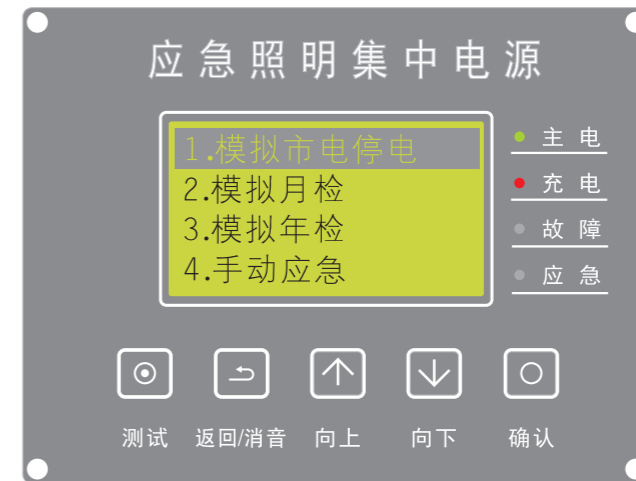 应急照明集中电源
1.模拟市电停电
2.模拟月检
3.模拟年检
4.手动应急
主电
充电
故障
应急
测试 返回/消音 向上 向下 确认